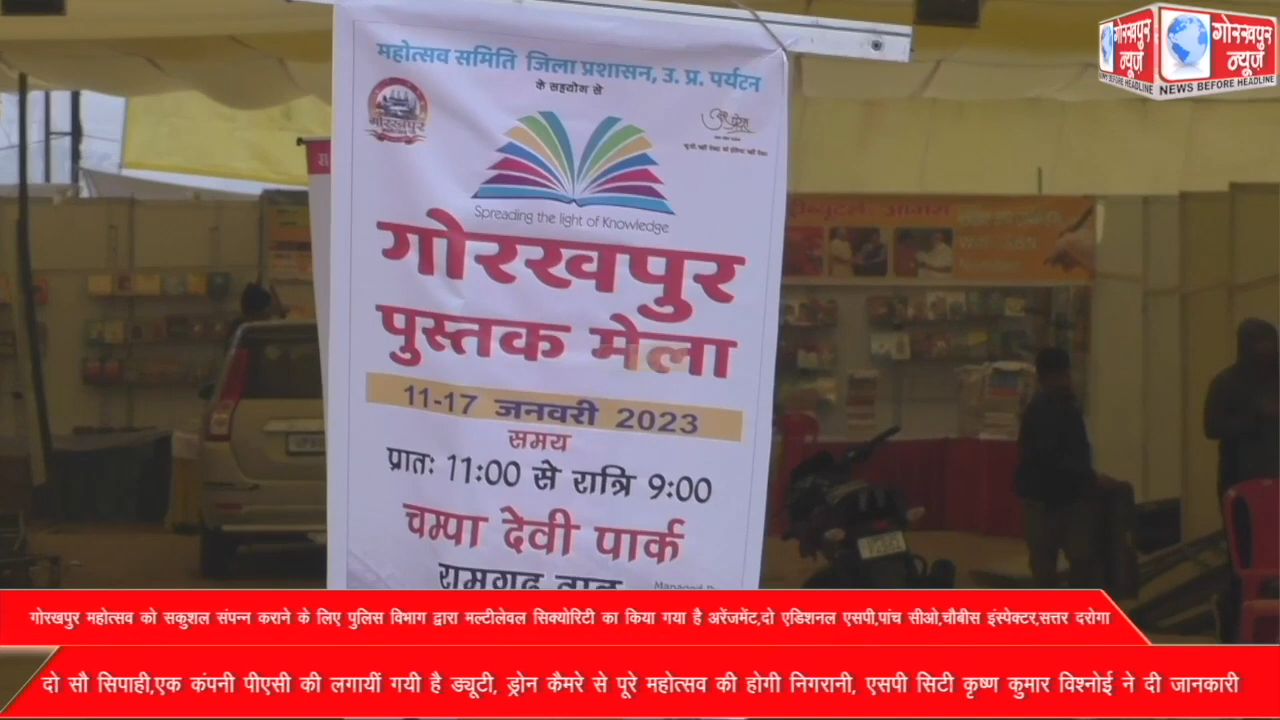 गोरखपुर न्यूज
गोरखपुर न्यूज
NEWS BEFORE HEADLINE
महोत्सव समिति जिला प्रशासन, उ. प्र. पर्यटन
के सहयोग से
गोरखपुर
Spreading the light of Knowledge
गोरखपुर
पुस्तक मेला
11-17 जनवरी 2023
समय
प्रातः 11:00 से रात्रि 9:00
चम्पा देवी पार्क
रामगढ़ ताल
Managed
गोरखपुर महोत्सव को सकुशल संपन्न कराने के लिए पुलिस विभाग द्वारा मल्टीलेवल सिक्योरिटी का किया गया है अरेंजमेंट,दो एडिशनल एसपी,पांच सीओ,चौबीस इंस्पेक्टर,सत्तर दरोगा
दो सौ सिपाही,एक कंपनी पीएसी की लगायीं गयी है ड्यूटी, ड्रोन कैमरे से पूरे महोत्सव की होगी निगरानी, एसपी सिटी कृष्ण कुमार विश्नोई ने दी जानकारी